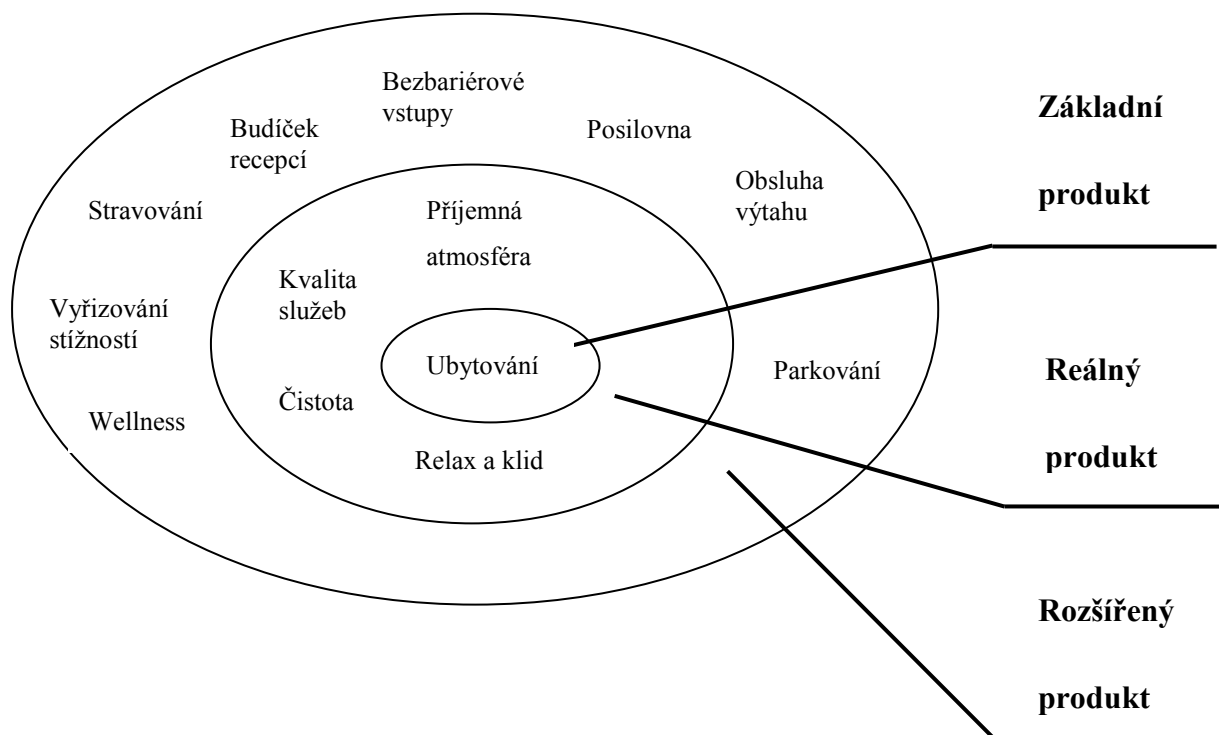 Bezbariérové
vstupy
Budíček
recepcí
Posilovna
Obsluha
výtahu
Stravování
Příjemná
atmosféra
Kvalita
služeb
Vyřizování
stížností
Ubytování
Parkování
Čistota
Wellness
Relax a klid
Základní
produkt
Reálný
produkt
Rozšířený
produkt